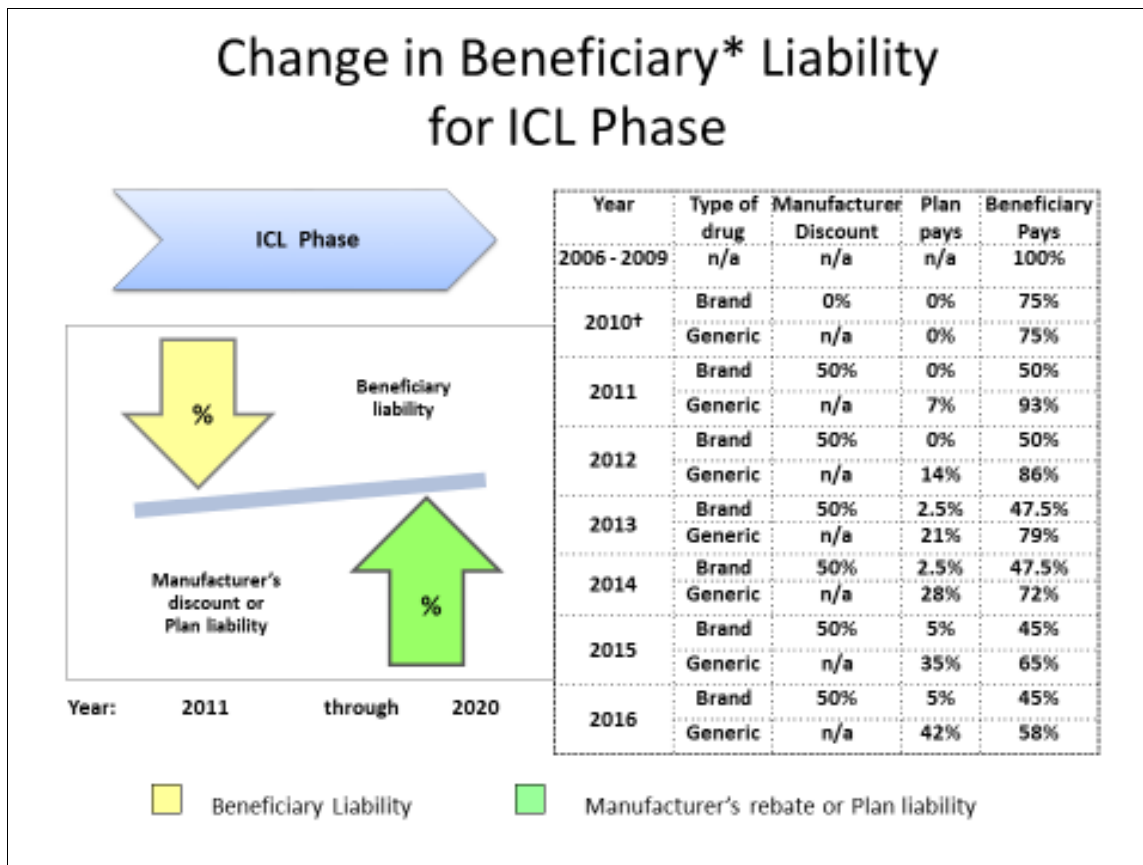 Change in Beneficiary* Liability
for ICL Phase
ICL Phase
%
Beneficiary
liability
Manufacturer's
discount or
Plan liability
%
Year: 2011 through 2020
Year Type of drug Manufacturer Discount Plan pays Beneficiary Pays
2006 - 2009 n/a n/a n/a 100%
2010† Brand 0% 0% 75%
Generic n/a 0% 75%
2011 Brand 50% 0% 50%
Generic n/a 7% 93%
2012 Brand 50% 0% 50%
Generic n/a 14% 86%
2013 Brand 50% 2.5% 47.5%
Generic n/a 21% 79%
2014 Brand 50% 2.5% 47.5%
Generic n/a 28% 72%
2015 Brand 50% 5% 45%
Generic n/a 35% 65%
2016 Brand 50% 5% 45%
Generic n/a 42% 58%
Beneficiary Liability
Manufacturer's rebate or Plan liability